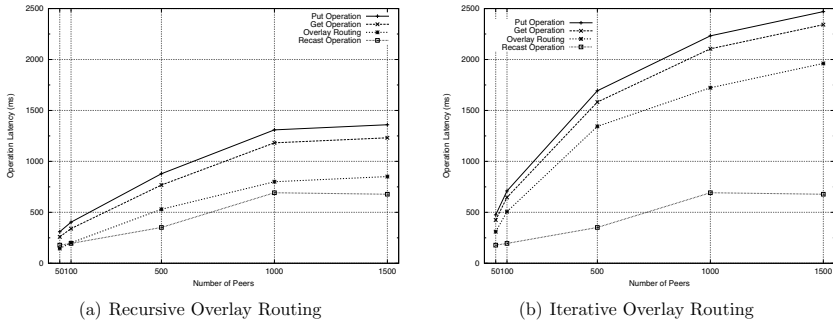 2500
2000
1500
1000
500
0
Operation Latency (ms)
50100
500
1000
1500
Number of Peers
Put Operation
Get Operation
Overlay Routing
Recast Operation
(a) Recursive Overlay Routing
2500
2000
1500
1000
500
0
Operation Latency (ms)
50100
500
1000
1500
Number of Peers
Put Operation
Get Operation
Overlay Routing
Recast Operation
(b) Iterative Overlay Routing